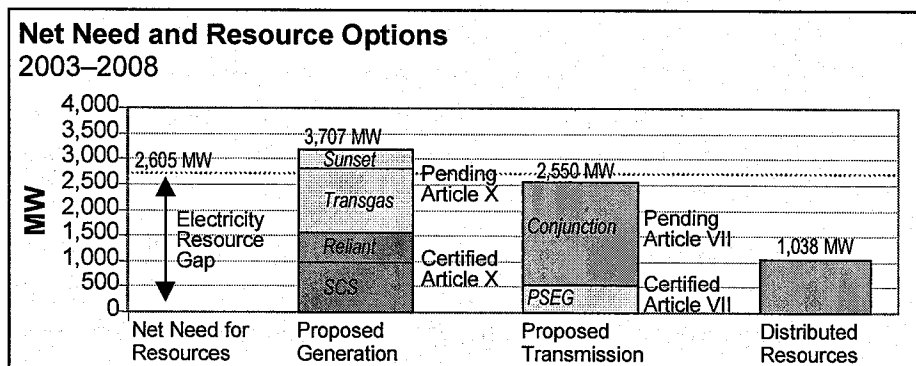 Net Need and Resource Options
2003–2008
MW
4,000
3,500
3,000
2,500
2,000
1,500
1,000
500
0
2,605 MW
Electricity
Resource
Gap
3,707 MW
Sunset
Transgas
Reliant
SCS
Pending
Article X
Certified
Article X
2,550 MW
Conjunction
PSEG
Pending
Article VII
Certified
Article VII
1,038 MW
Net Need for
Resources
Proposed
Generation
Proposed
Transmission
Distributed
Resources